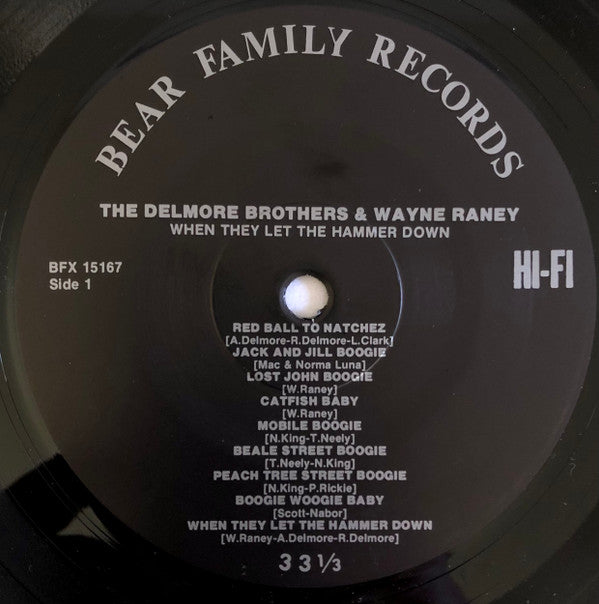 BEAR FAMILY RECORDS
THE DELMORE BROTHERS & WAYNE RANEY
WHEN THEY LET THE HAMMER DOWN
BFX 15167
Side 1
HI-FI
RED BALL TO NATCHEZ
[A.Delmore-R.Delmore-L.Clark]
JACK AND JILL BOOGIE
[Mac & Norma Luna]
LOST JOHN BOOGIE
[W.Raney]
CATFISH BABY
[W.Raney]
MOBILE BOOGIE
[N.King-T.Neely]
BEALE STREET BOOGIE
[T.Neely-N.King]
PEACH TREE STREET BOOGIE
[N.King-P.Rickie]
BOOGIE WOOGIE BABY
[Scott-Nabor]
WHEN THEY LET THE HAMMER DOWN
[W.Raney-A.Delmore-R.Delmore]
33 1/3